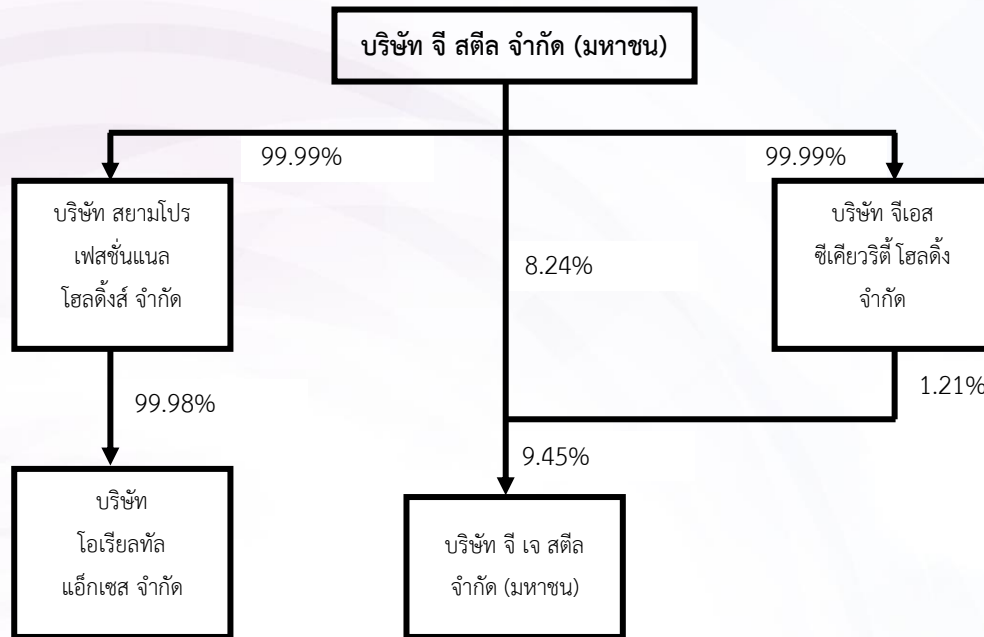 บริษัท จี สตีล จำกัด (มหาชน)
99.99%
99.99%
บริษัท สยามโปร
เฟสชั่นแนล
โฮลดิ้งส์ จำกัด
8.24%
บริษัท จีเอส
ซีเคียวริตี้ โฮลดิ้ง
จำกัด
99.98%
1.21%
9.45%
บริษัท
โอเรียลทัล
แอ็กเซส จำกัด
บริษัท จี เจ สตีล
จำกัด (มหาชน)